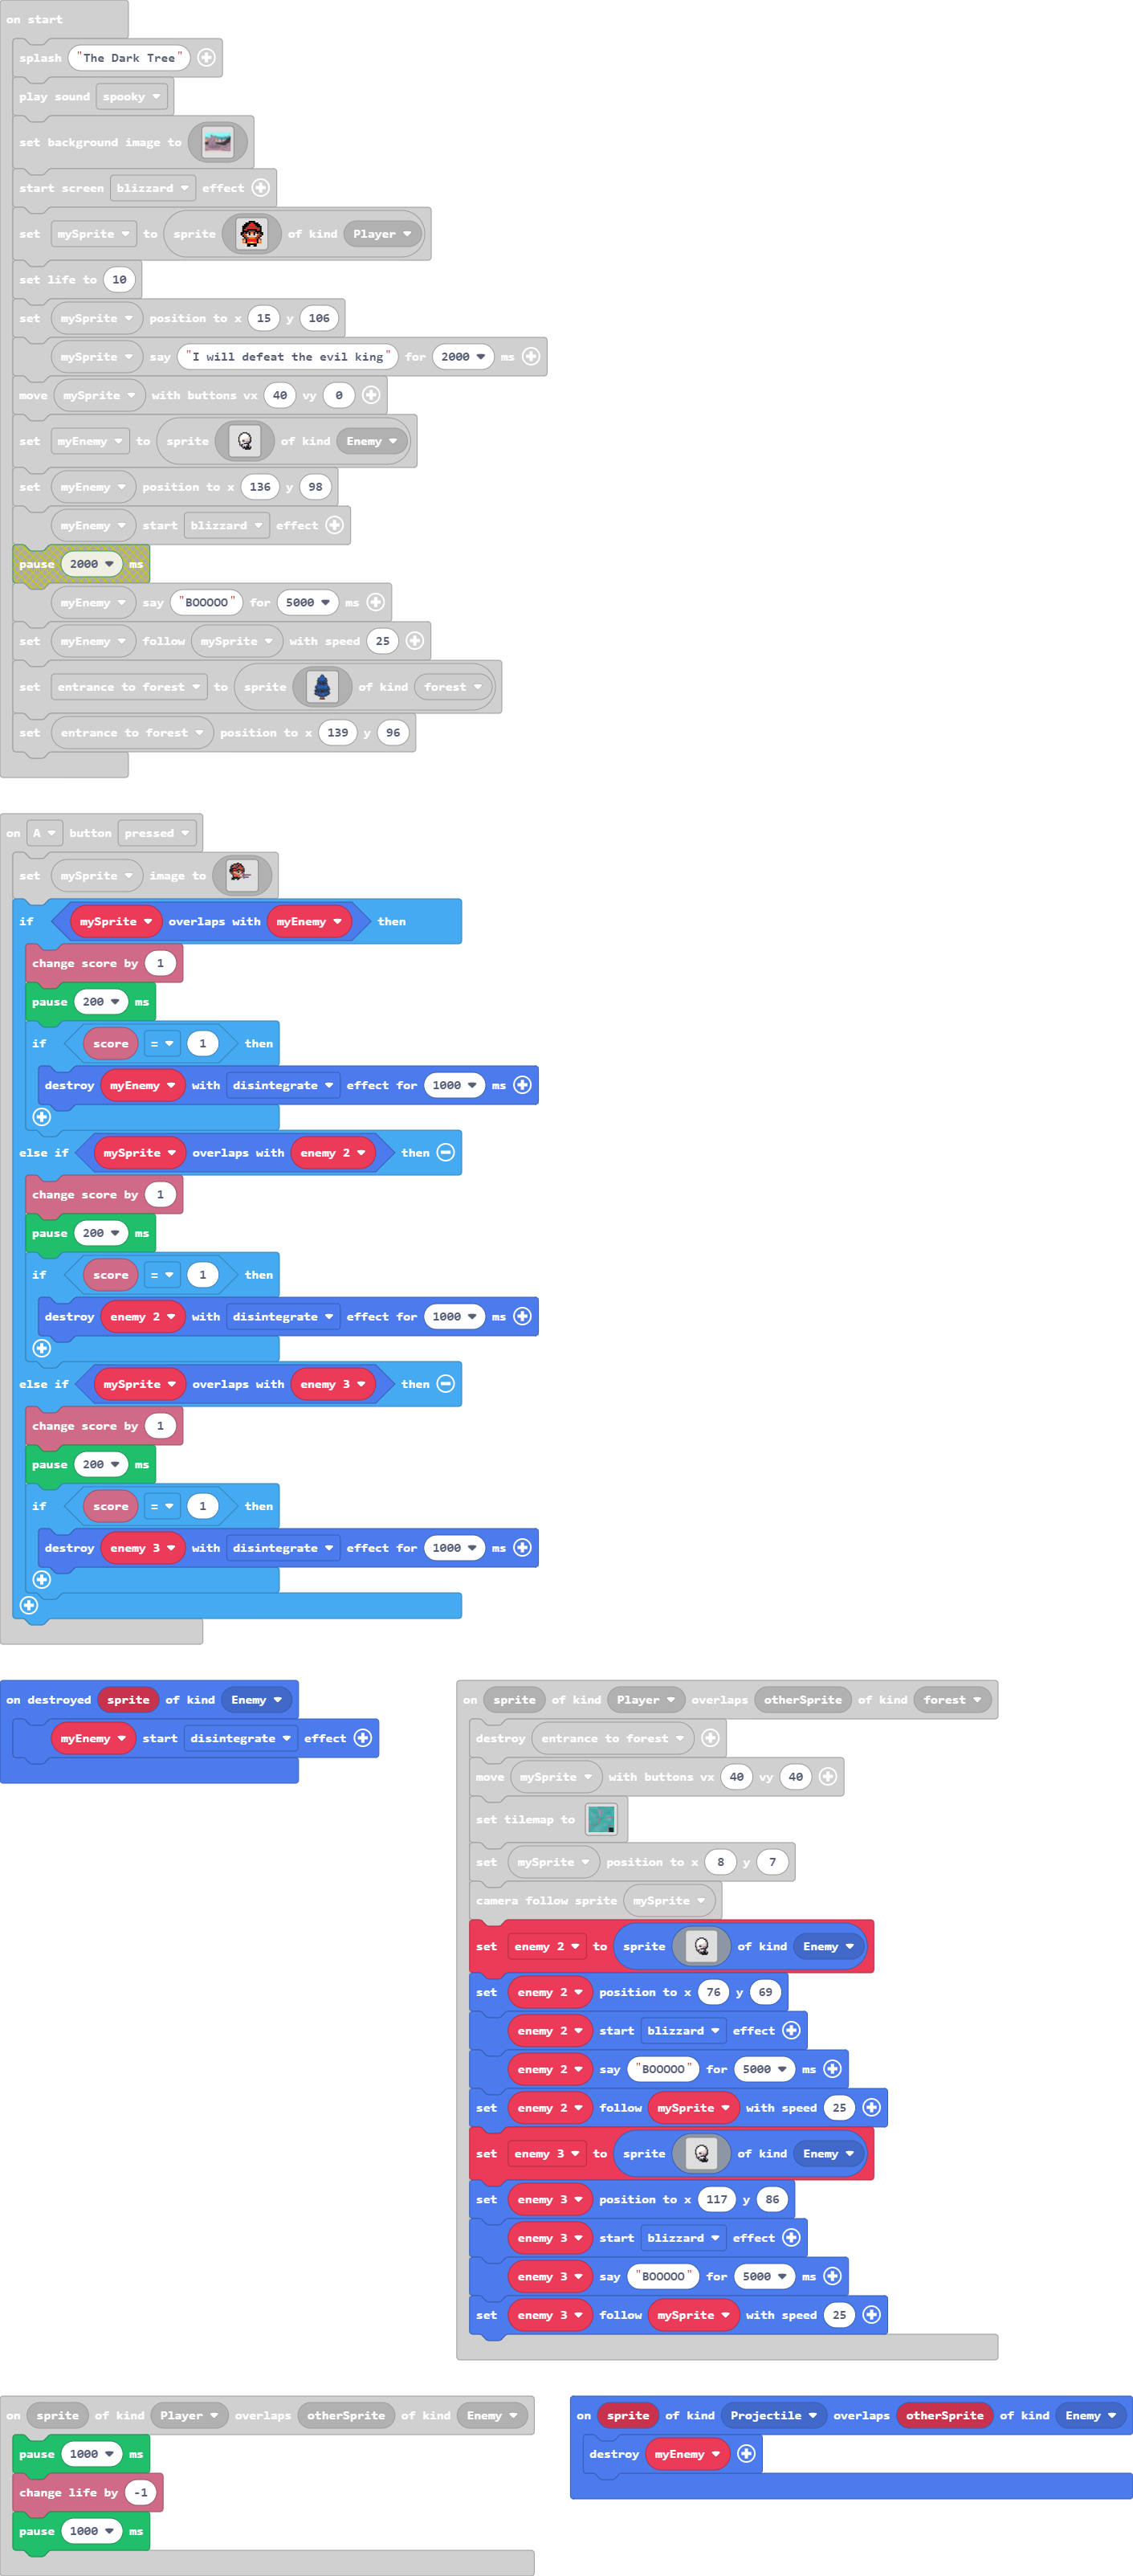 on start
splash "The Dark Tree"
play sound spooky
set background image to
start screen blizzard effect
set mySprite to sprite of kind Player
set life to 10
set mySprite position to x 15 y 106
mySprite say "I will defeat the evil king" for 2000 ms
move mySprite with buttons vx 40 vy 0
set myEnemy to sprite of kind Enemy
set myEnemy position to x 136 y 98
myEnemy start blizzard effect
pause 2000 ms
myEnemy say "BOOOOO" for 5000 ms
set myEnemy follow mySprite with speed 25
set entrance to forest to sprite of kind forest
set entrance to forest position to x 139 y 96
on A button pressed
set mySprite image to
if mySprite overlaps with myEnemy then
change score by 1
pause 200 ms
if score = 1 then
destroy myEnemy with disintegrate effect for 1000 ms
else if mySprite overlaps with enemy 2 then
change score by 1
pause 200 ms
if score = 1 then
destroy enemy 2 with disintegrate effect for 1000 ms
else if mySprite overlaps with enemy 3 then
change score by 1
pause 200 ms
if score = 1 then
destroy enemy 3 with disintegrate effect for 1000 ms
on destroyed sprite of kind Enemy
myEnemy start disintegrate effect
on sprite of kind Player overlaps otherSprite of kind forest
destroy entrance to forest
move mySprite with buttons vx 40 vy 40
set tilemap to
set mySprite position to x 8 y 7
camera follow sprite mySprite
set enemy 2 to sprite of kind Enemy
set enemy 2 position to x 76 y 69
enemy 2 start blizzard effect
enemy 2 say "BOOOOO" for 5000 ms
set enemy 2 follow mySprite with speed 25
set enemy 3 to sprite of kind Enemy
set enemy 3 position to x 117 y 86
enemy 3 start blizzard effect
enemy 3 say "BOOOOO" for 5000 ms
set enemy 3 follow mySprite with speed 25
on sprite of kind Player overlaps otherSprite of kind Enemy
pause 1000 ms
change life by -1
pause 1000 ms
on sprite of kind Projectile overlaps otherSprite of kind Enemy
destroy myEnemy